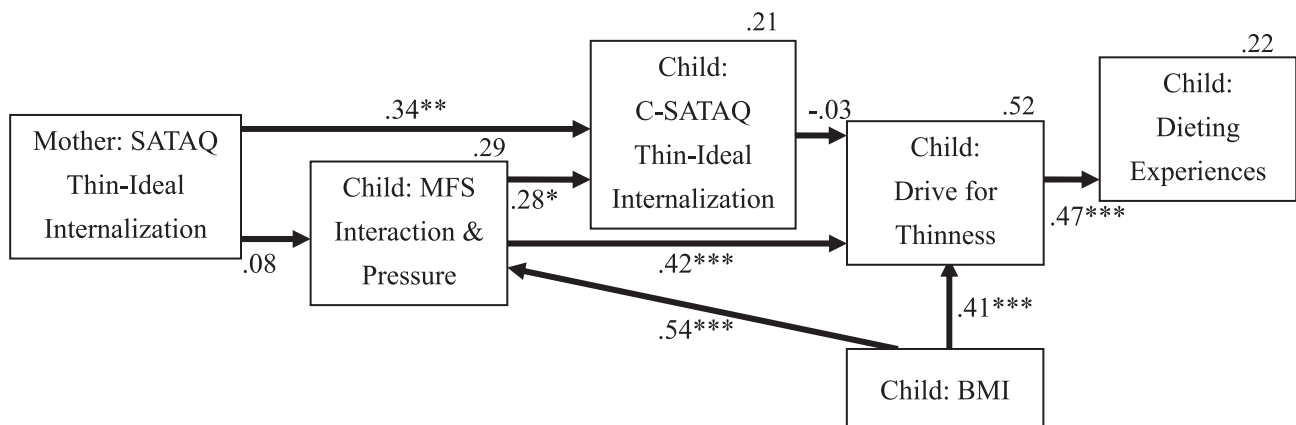 Mother: SATAQ
Thin-Ideal
Internalization
.34**
.08
.29
Child: MFS
Interaction &
Pressure
.28*
.42***
.54***
.21
Child:
C-SATAQ
Thin-Ideal
Internalization
-.03
.52
Child:
Drive for
Thinness
.47***
.22
Child:
Dieting
Experiences
.41***
Child: BMI